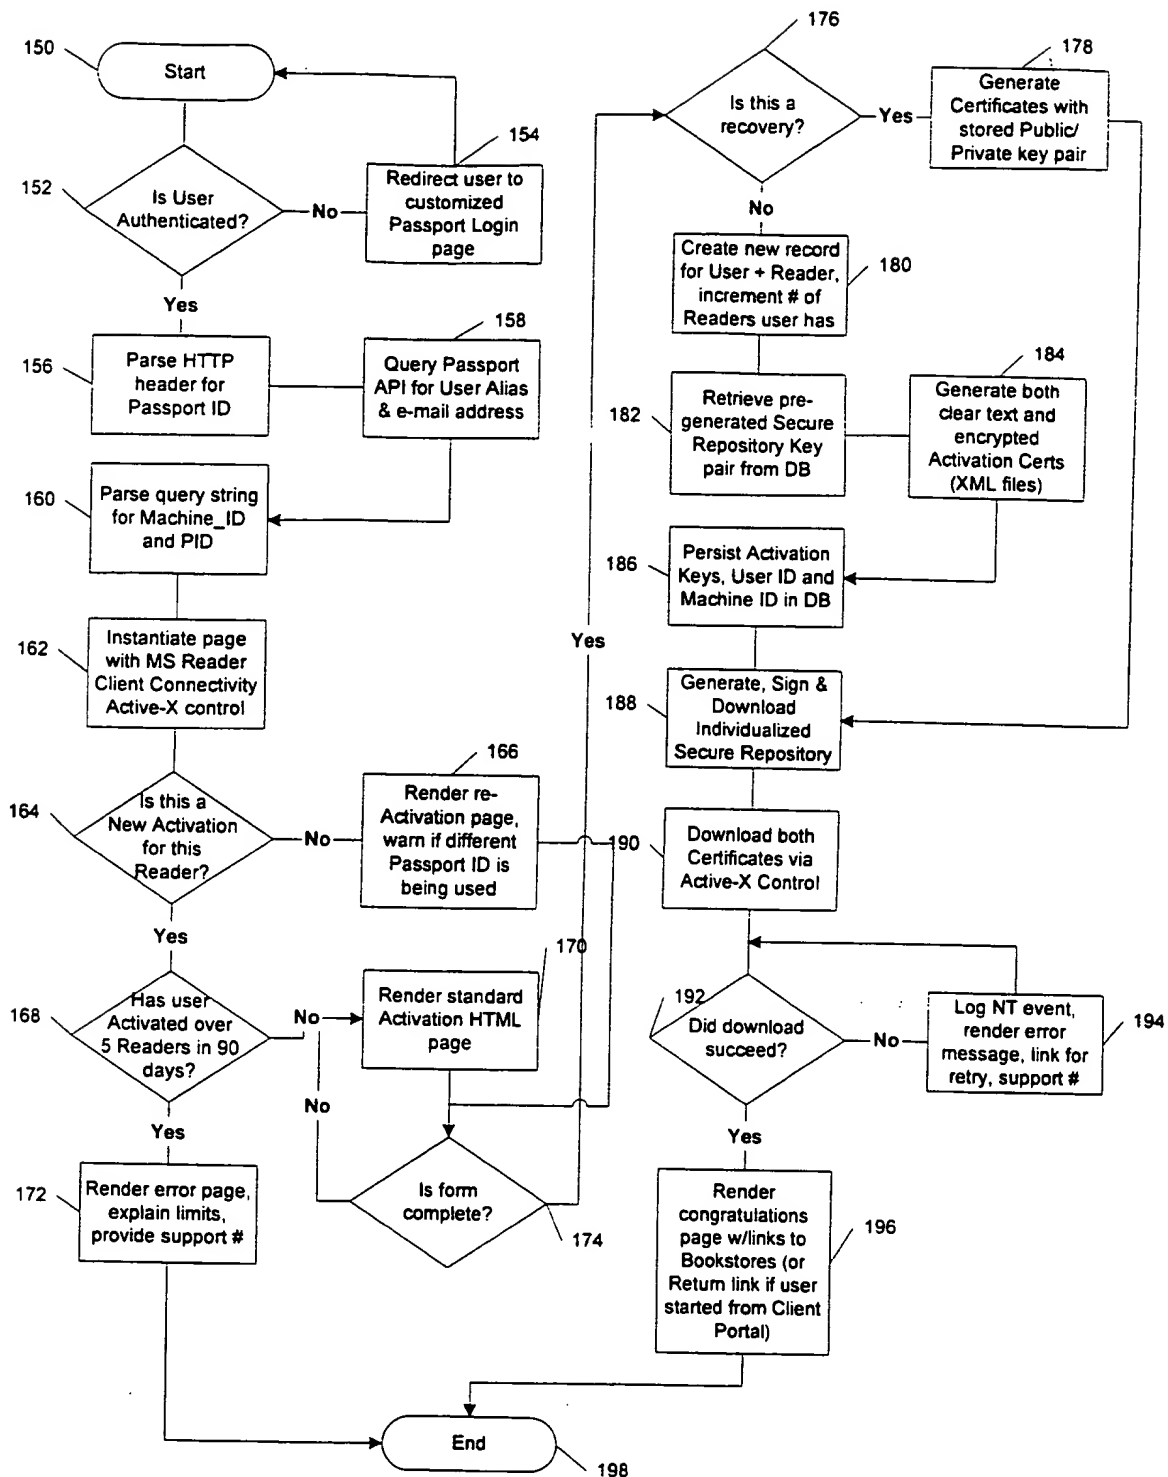 150
Start
154
152
Is User
Authenticated?
No
Redirect user to
customized
Passport Login
page
Yes
158
156
Parse HTTP
header for
Passport ID
Query Passport
API for User Alias
& e-mail address
160
Parse query string
for Machine_ID
and PID
162
Instantiate page
with MS Reader
Client Connectivity
Active-X control
Yes
164
Is this a
New Activation
for this
Reader?
No
166
Render re-
Activation page,
warn if different
Passport ID is
being used
Yes
168
Has user
Activated over
5 Readers in 90
days?
No
170
Render standard
Activation HTML
page
No
Yes
172
Render error page,
explain limits,
provide support #
Is form
complete?
174
176
Is this a
recovery?
Yes
178
Generate
Certificates with
stored Public/
Private key pair
No
Create new record
for User + Reader,
increment # of
Readers user has
180
182
Retrieve pre-
generated Secure
Repository Key
pair from DB
184
Generate both
clear text and
encrypted
Activation Certs
(XML files)
186
Persist Activation
Keys, User ID and
Machine ID in DB
188
Generate, Sign &
Download
Individualized
Secure Repository
190
Download both
Certificates via
Active-X Control
192
Did download
succeed?
No
Log NT event,
render error
message, link for
retry, support #
194
Yes
Render
congratulations
page w/links to
Bookstores (or
Return link if user
started from Client
Portal)
196
End
198